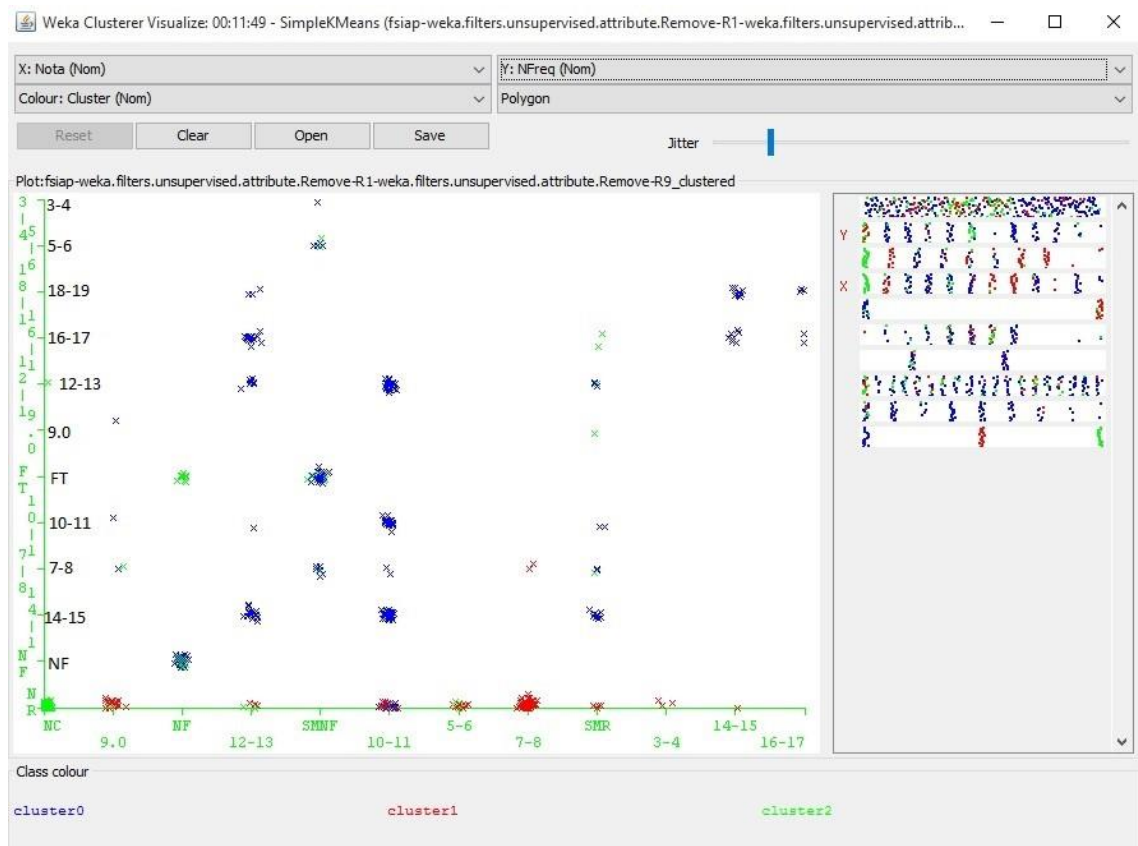 Weka Clusterer Visualize: 00:11:49 - SimpleKMeans (fsiap-weka.filters.unsupervised.attribute.Remove-R1-weka.filters.unsupervised.attrib...
X: Nota (Nom)
Y: NFreq (Nom)
Colour: Cluster (Nom)
Polygon
Reset
Clear
Open
Save
Jitter
Plot:fsiap-weka.filters.unsupervised.attribute.Remove-R1-weka.filters.unsupervised.attribute.Remove-R9_clustered
3-4
5-6
18-19
16-17
12-13
9.0
FT
10-11
7-8
14-15
NF
NR
Y
X
NC NF SMNF 5-6 SMR 14-15
9.0 12-13 10-11 7-8 3-4 16-17
Class colour
cluster0 cluster1 cluster2